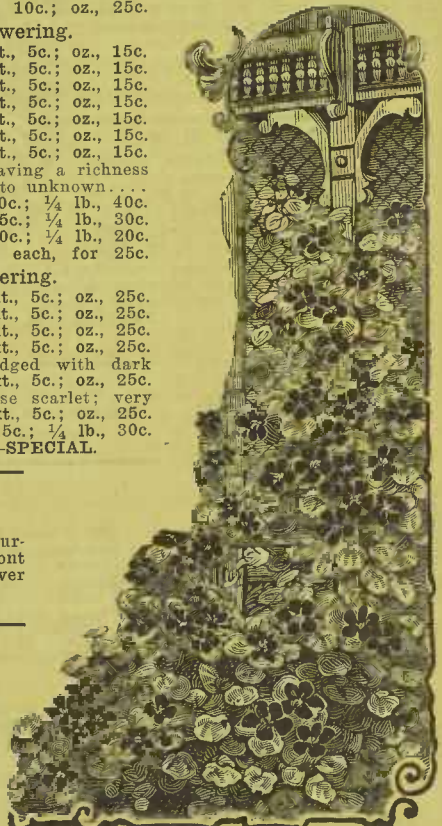 10c.; oz., 25c.
wering.
t., 5c.; oz., 15c.
t., 5c.; oz., 15c.
t., 5c.; oz., 15c.
t., 5c.; oz., 15c.
t., 5c.; oz., 15c.
t., 5c.; oz., 15c.
t., 5c.; oz., 15c.
aving a richness
to unknown....
0c.; ¼ lb., 40c.
5c.; ¼ lb., 30c.
0c.; ¼ lb., 20c.
each, for 25c.
ering.
t., 5c.; oz., 25c.
t., 5c.; oz., 25c.
t., 5c.; oz., 25c.
t., 5c.; oz., 25c.
dged with dark
t., 5c.; oz., 25c.
se scarlet; very
t., 5c.; oz., 25c.
5c.; ¼ lb., 30c.
-SPECIAL.
ur-
ont
ver